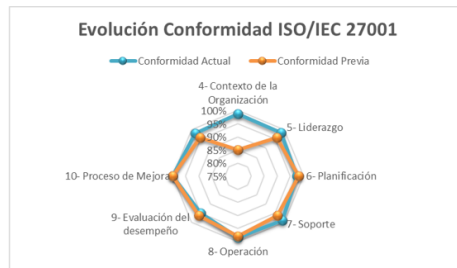 Evolución Conformidad ISO/IEC 27001
Conformidad Actual
Conformidad Previa
4- Contexto de la
Organización
100%
95%
90%
85%
80%
75%
5- Liderazgo
6- Planificación
7- Soporte
8- Operación
9- Evaluación del
desempeño
10- Proceso de Mejora